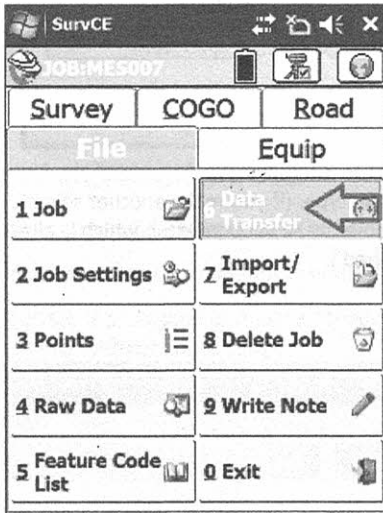 SurvCE
JOB:MES007
Survey COGO Road
File Equip
1 Job
6 Data Transfer
2 Job Settings
7 Import/
Export
3 Points
8 Delete Job
4 Raw Data
9 Write Note
5 Feature Code
List
0 Exit